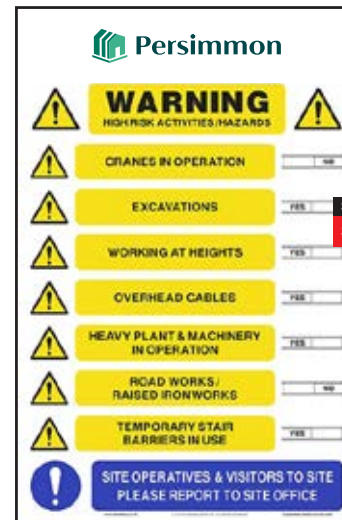 Persimmon
WARNING
HIGH RISK ACTIVITIES/HAZARDS
CRANES IN OPERATION NO
EXCAVATIONS YES
WORKING AT HEIGHTS YES
OVERHEAD CABLES YES
HEAVY PLANT & MACHINERY
IN OPERATION YES
ROAD WORKS/
RAISED IRONWORKS NO
TEMPORARY STAIR
BARRIERS IN USE YES
SITE OPERATIVES & VISITORS TO SITE
PLEASE REPORT TO SITE OFFICE